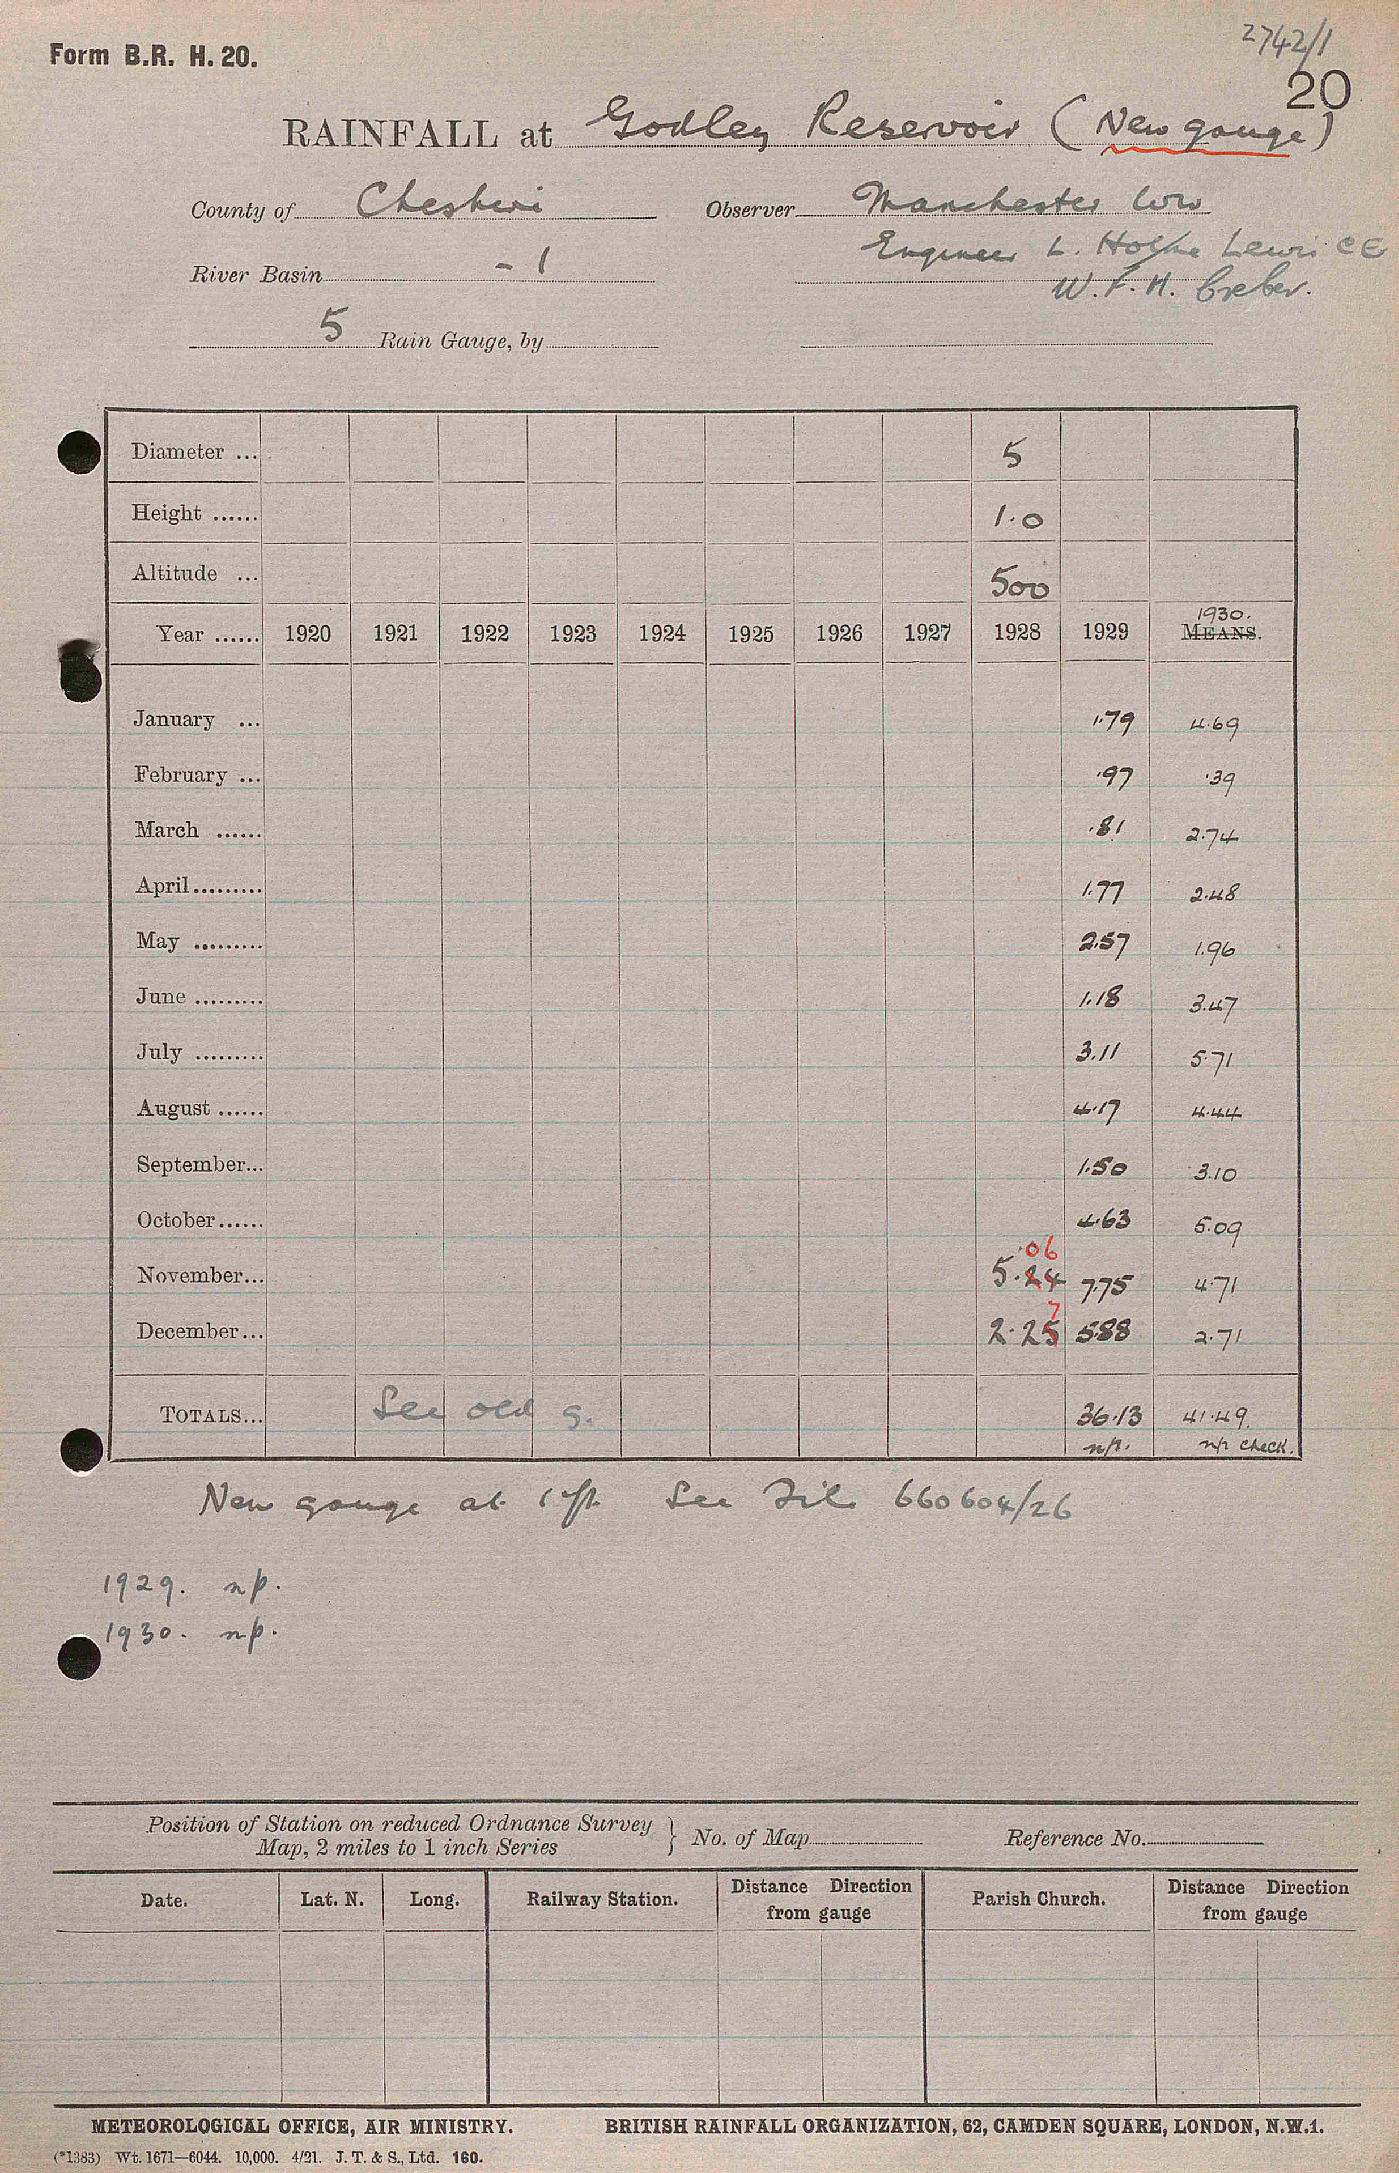 2742/1
Form B.R. H. 20.
20
RAINFALL at Godley Reservoir (New gauge)
County of Cheshire Observer Manchester Corp
Engineer L. Holme Lewis CE
River Basin -1
W. F. H. Creber.
5 Rain Gauge, by
Diameter ... 5
Height ...... 1.0
Altitude ... 500
1930.
Year ...... 1920 1921 1922 1923 1924 1925 1926 1927 1928 1929 MEANS.
January ... 1.79 4.69
February ... .97 .39
March ...... .81 2.74
April......... 1.77 2.48
May ......... 2.57 1.96
June ......... 1.18 3.47
July ......... 3.11 5.71
August ...... 4.17 4.44
September... 1.50 3.10
October...... 4.63 5.09
.06
November... 5.24 7.75 4.71
7
December... 2.25 5.88 2.71
TOTALS... See old g. 36.13 41.49
np. np check.
New gauge at 1 ft. See File 660604/26
1929. np.
1930. np.
Position of Station on reduced Ordnance Survey
Map, 2 miles to 1 inch Series } No. of Map Reference No.
Date. Lat. N. Long. Railway Station. Distance Direction from gauge Parish Church. Distance Direction from gauge
METEOROLOGICAL OFFICE, AIR MINISTRY. BRITISH RAINFALL ORGANIZATION, 62, CAMDEN SQUARE, LONDON, N.W.1.
(*1383) Wt. 1671—6044. 10,000. 4/21. J. T. & S., Ltd. 160.